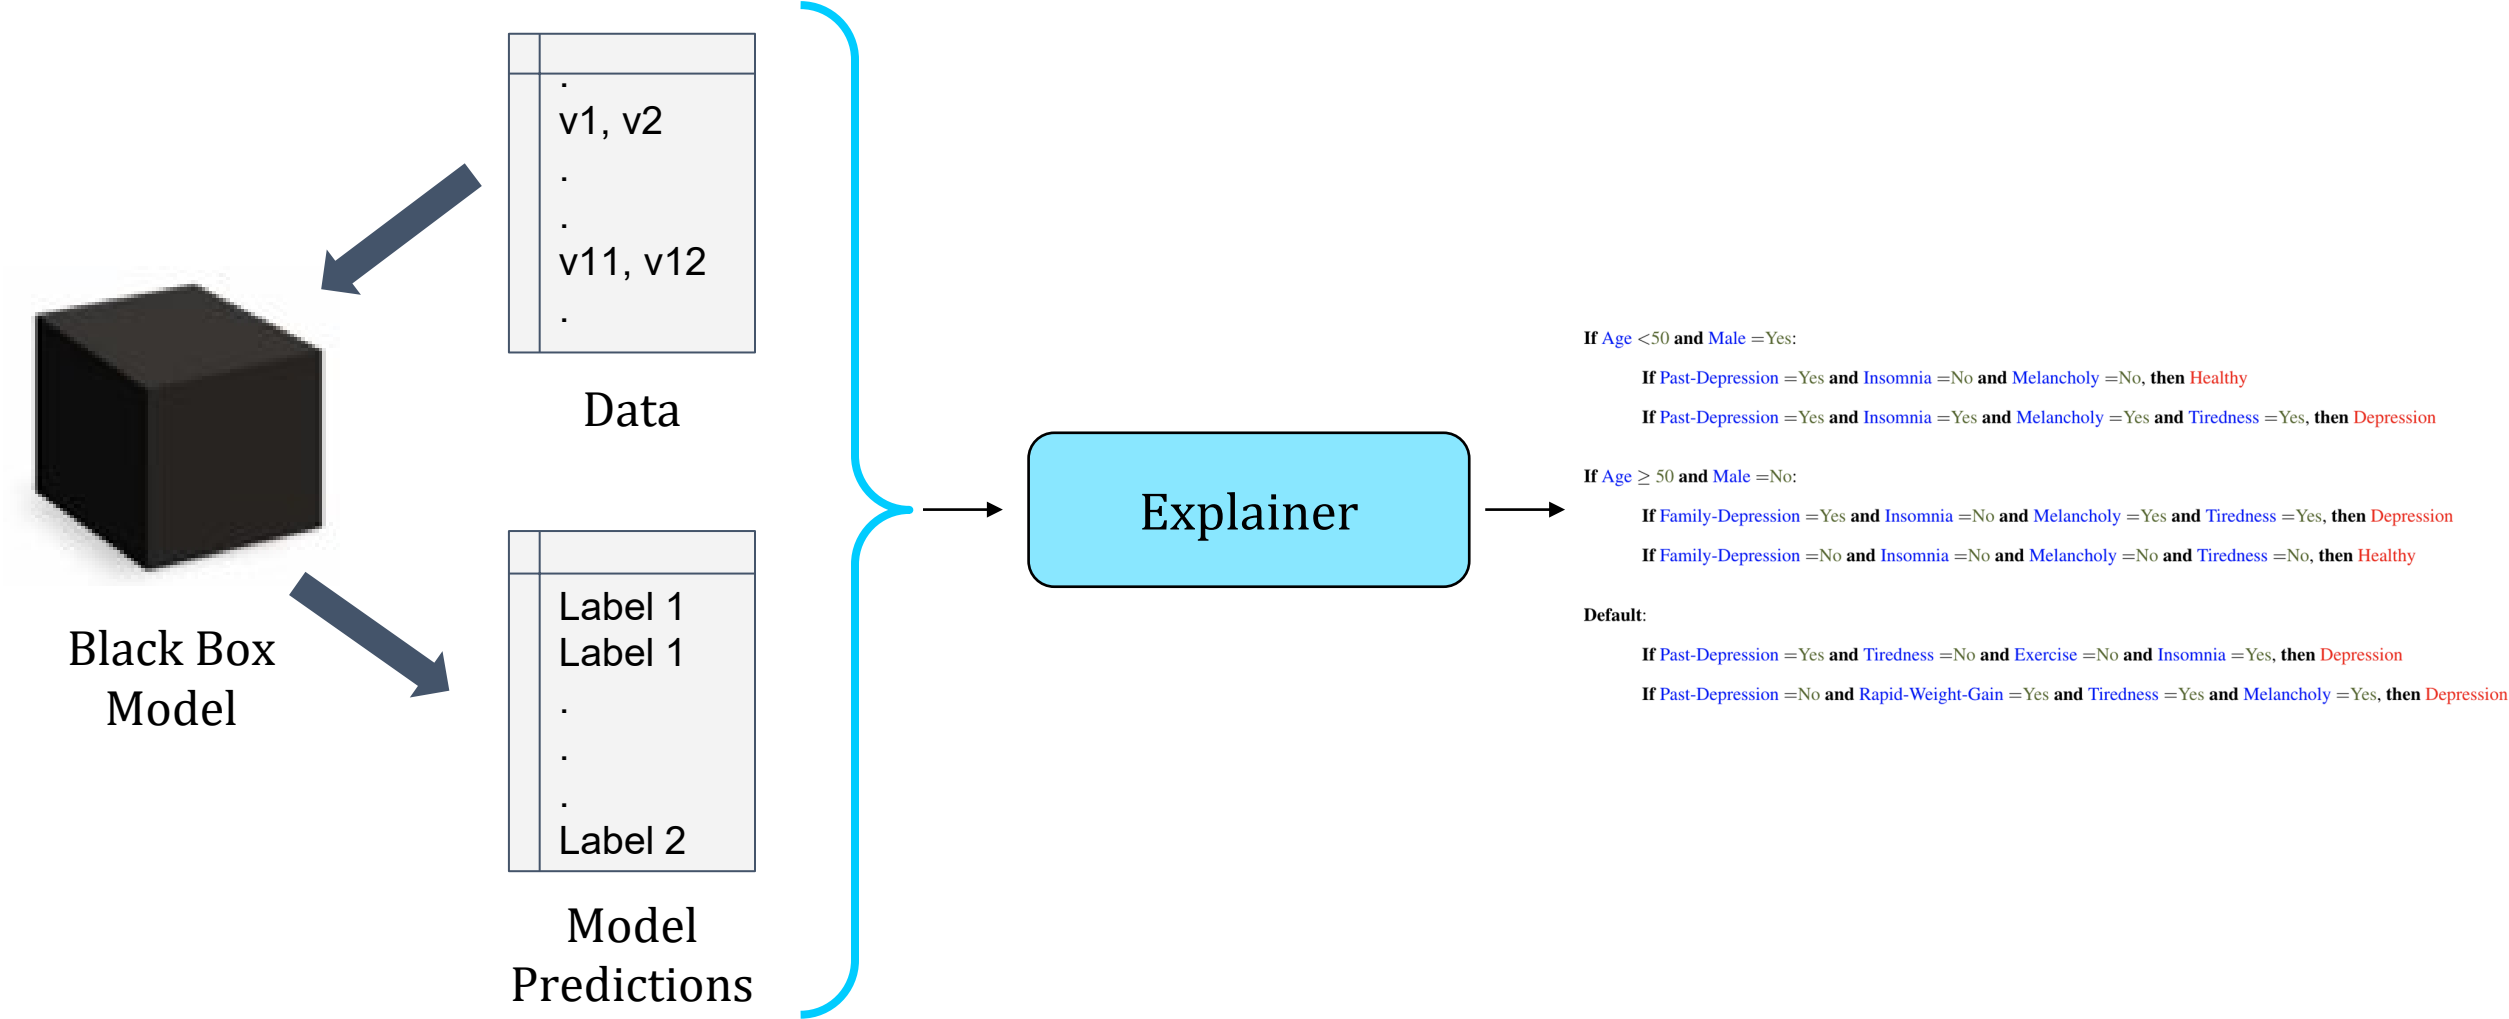 .
v1, v2
.
.
v11, v12
.
Data
Black Box
Model
Label 1
Label 1
.
.
.
Label 2
Model
Predictions
Explainer
If Age <50 and Male =Yes:
If Past-Depression =Yes and Insomnia =No and Melancholy =No, then Healthy
If Past-Depression =Yes and Insomnia =Yes and Melancholy =Yes and Tiredness =Yes, then Depression
If Age ≥ 50 and Male =No:
If Family-Depression =Yes and Insomnia =No and Melancholy =Yes and Tiredness =Yes, then Depression
If Family-Depression =No and Insomnia =No and Melancholy =No and Tiredness =No, then Healthy
Default:
If Past-Depression =Yes and Tiredness =No and Exercise =No and Insomnia =Yes, then Depression
If Past-Depression =No and Rapid-Weight-Gain =Yes and Tiredness =Yes and Melancholy =Yes, then Depression